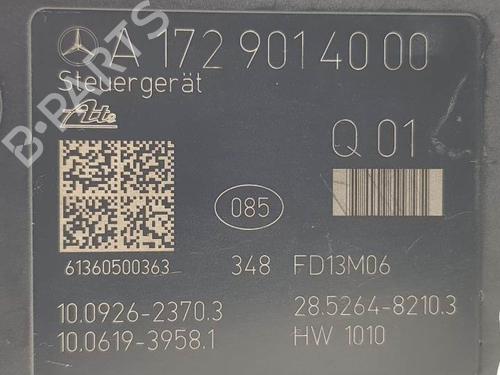 A 172 901 40 00
Steuergerät
Ate
Q 01
085
61360500363
348 FD13M06
10.0926-2370.3 28.5264-8210.3
10.0619-3958.1 HW 1010
B-PARTS